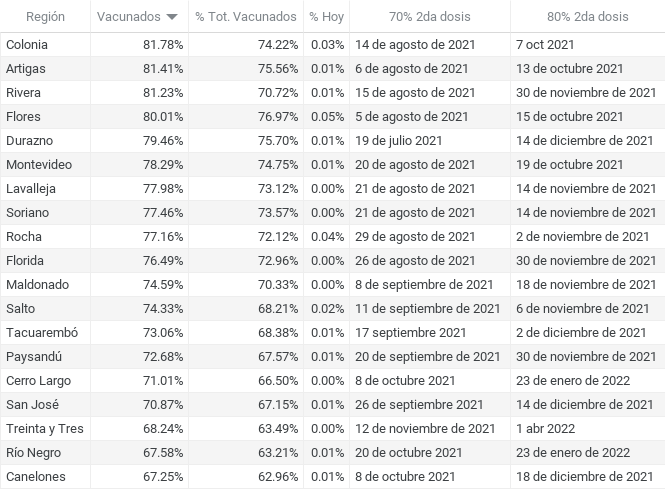 Región Vacunados % Tot. Vacunados % Hoy 70% 2da dosis 80% 2da dosis
Colonia 81.78% 74.22% 0.03% 14 de agosto de 2021 7 oct 2021
Artigas 81.41% 75.56% 0.01% 6 de agosto de 2021 13 de octubre 2021
Rivera 81.23% 70.72% 0.01% 15 de agosto de 2021 30 de noviembre de 2021
Flores 80.01% 76.97% 0.05% 5 de agosto de 2021 15 de octubre 2021
Durazno 79.46% 75.70% 0.01% 19 de julio 2021 14 de diciembre de 2021
Montevideo 78.29% 74.75% 0.01% 20 de agosto de 2021 19 de octubre 2021
Lavalleja 77.98% 73.12% 0.00% 21 de agosto de 2021 14 de noviembre de 2021
Soriano 77.46% 73.57% 0.00% 21 de agosto de 2021 14 de noviembre de 2021
Rocha 77.16% 72.12% 0.04% 29 de agosto de 2021 2 de noviembre de 2021
Florida 76.49% 72.96% 0.00% 26 de agosto de 2021 30 de noviembre de 2021
Maldonado 74.59% 70.33% 0.00% 8 de septiembre de 2021 18 de noviembre de 2021
Salto 74.33% 68.21% 0.02% 11 de septiembre de 2021 6 de noviembre de 2021
Tacuarembó 73.06% 68.38% 0.01% 17 septiembre 2021 2 de diciembre de 2021
Paysandú 72.68% 67.57% 0.01% 20 de septiembre de 2021 30 de noviembre de 2021
Cerro Largo 71.01% 66.50% 0.00% 8 de octubre 2021 23 de enero de 2022
San José 70.87% 67.15% 0.01% 26 de septiembre 2021 14 de diciembre de 2021
Treinta y Tres 68.24% 63.49% 0.00% 12 de noviembre de 2021 1 abr 2022
Río Negro 67.58% 63.21% 0.01% 20 de octubre 2021 23 de enero de 2022
Canelones 67.25% 62.96% 0.01% 8 de octubre 2021 18 de diciembre de 2021